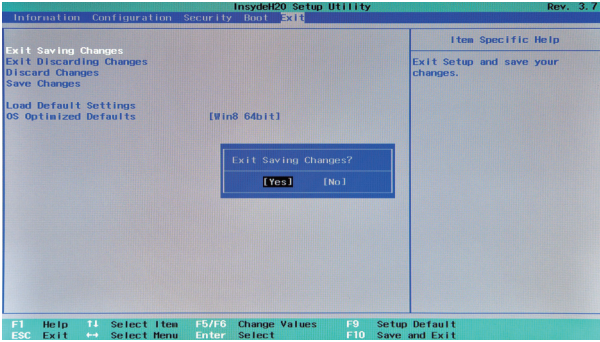 InsydeH20 Setup Utility Rev. 3.7
Information Configuration Security Boot Exit
Item Specific Help
Exit Saving Changes
Exit Discarding Changes
Discard Changes
Save Changes
Load Default Settings
OS Optimized Defaults [Win8 64bit]
Exit Setup and save your
changes.
Exit Saving Changes?
[Yes] [No]
F1 Help ↑↓ Select Item F5/F6 Change Values F9 Setup Default
ESC Exit ↔ Select Menu Enter Select F10 Save and Exit